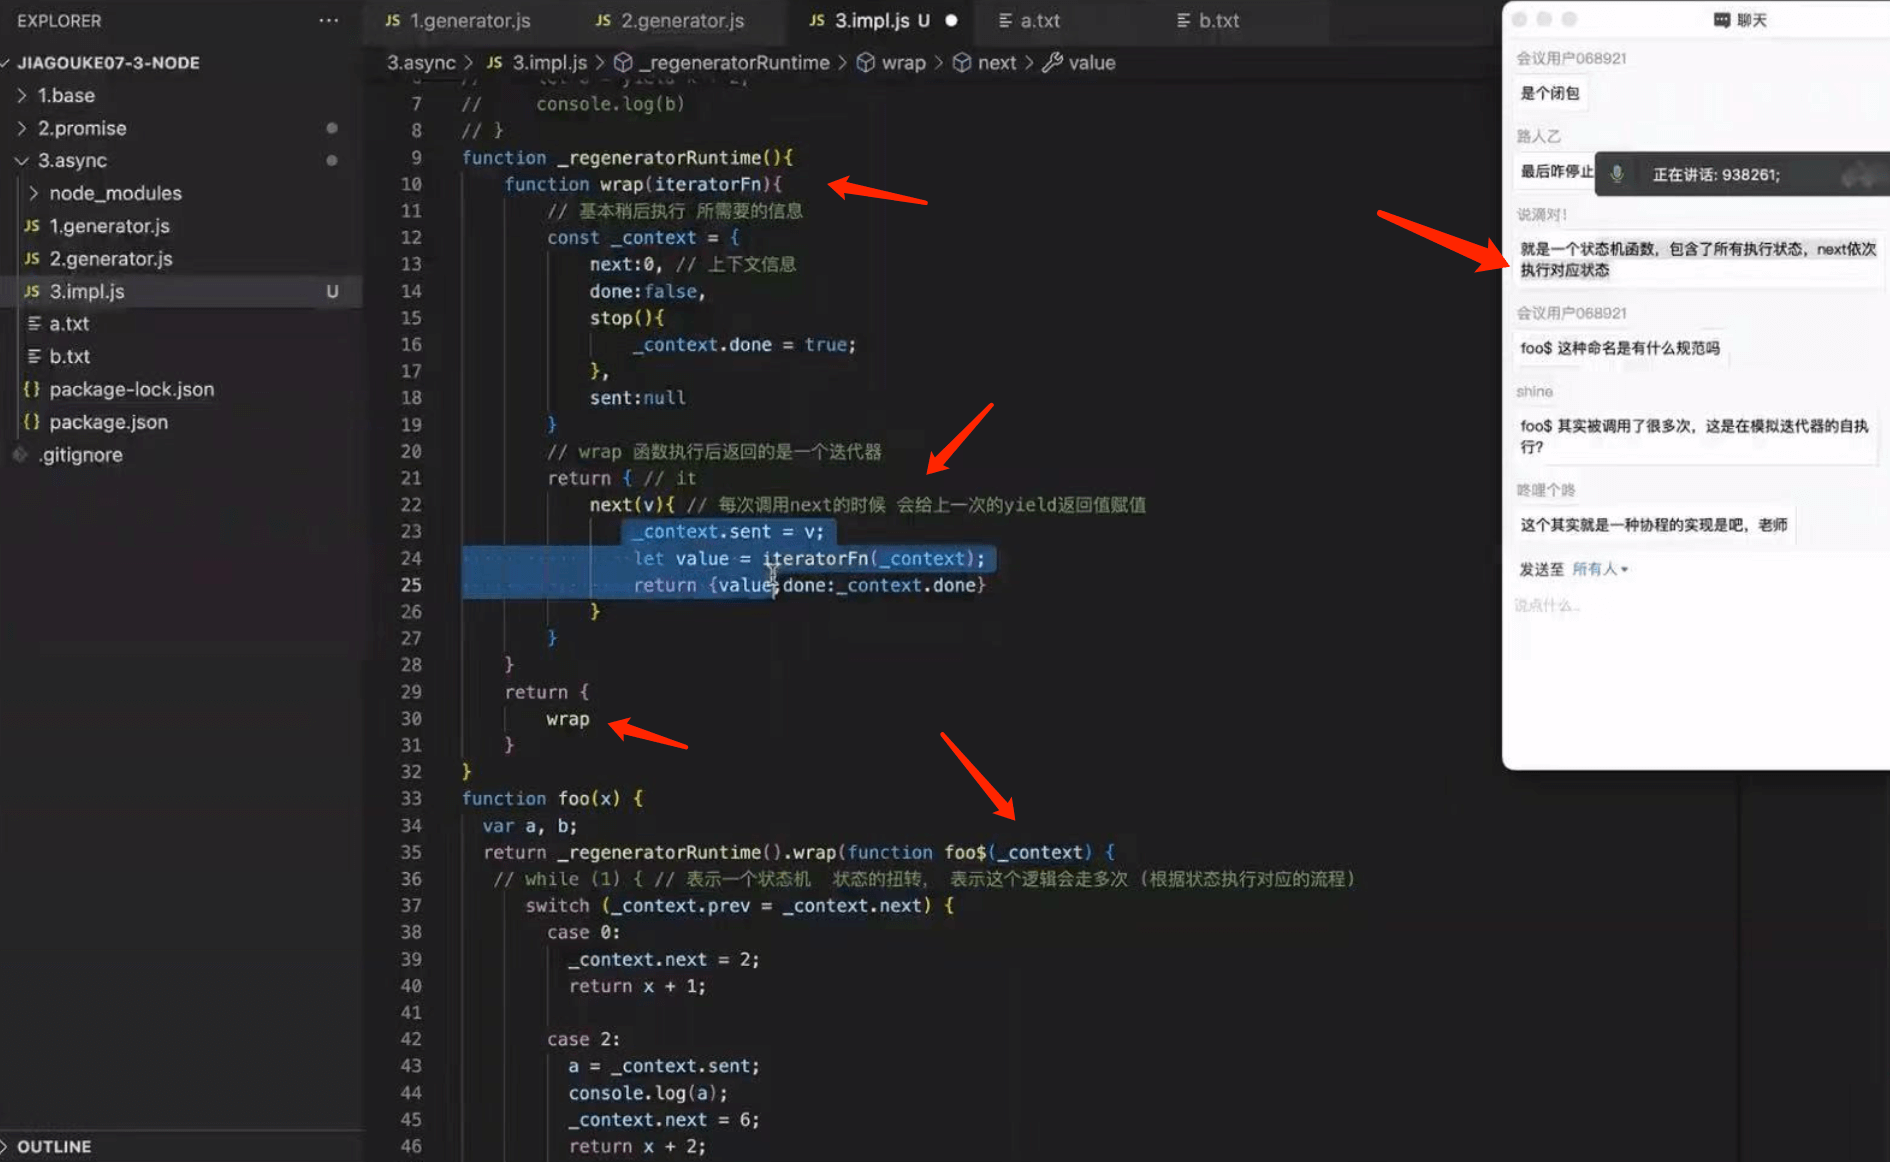 EXPLORER
···
JIAGOUKE07-3-NODE
1.base
2.promise
3.async
node_modules
JS 1.generator.js
JS 2.generator.js
JS 3.impl.js U
a.txt
b.txt
{} package-lock.json
{} package.json
.gitignore
OUTLINE
JS 1.generator.js
JS 2.generator.js
JS 3.impl.js U
a.txt
b.txt
3.async > JS 3.impl.js > _regeneratorRuntime > wrap > next > value
7 // console.log(b)
8 // }
9 function _regeneratorRuntime(){
10 function wrap(iteratorFn){
11 // 基本稍后执行 所需要的信息
12 const _context = {
13 next:0, // 上下文信息
14 done:false,
15 stop(){
16 _context.done = true;
17 },
18 sent:null
19 }
20 // wrap 函数执行后返回的是一个迭代器
21 return { // it
22 next(v){ // 每次调用next的时候 会给上一次的yield返回值赋值
23 _context.sent = v;
24 let value = iteratorFn(_context);
25 return {value,done:_context.done}
26 }
27 }
28 }
29 return {
30 wrap
31 }
32 }
33 function foo(x) {
34 var a, b;
35 return _regeneratorRuntime().wrap(function foo$(_context) {
36 // while (1) { // 表示一个状态机 状态的扭转， 表示这个逻辑会走多次 (根据状态执行对应的流程)
37 switch (_context.prev = _context.next) {
38 case 0:
39 _context.next = 2;
40 return x + 1;
41
42 case 2:
43 a = _context.sent;
44 console.log(a);
45 _context.next = 6;
46 return x + 2;
聊天
会议用户068921
是个闭包
路人乙
最后咋停止
正在讲话: 938261;
说滴对!
就是一个状态机函数，包含了所有执行状态，next依次
执行对应状态
会议用户068921
foo$ 这种命名是有什么规范吗
shine
foo$ 其实被调用了很多次，这是在模拟迭代器的自执
行?
咚哩个咚
这个其实就是一种协程的实现是吧，老师
发送至 所有人
说点什么...